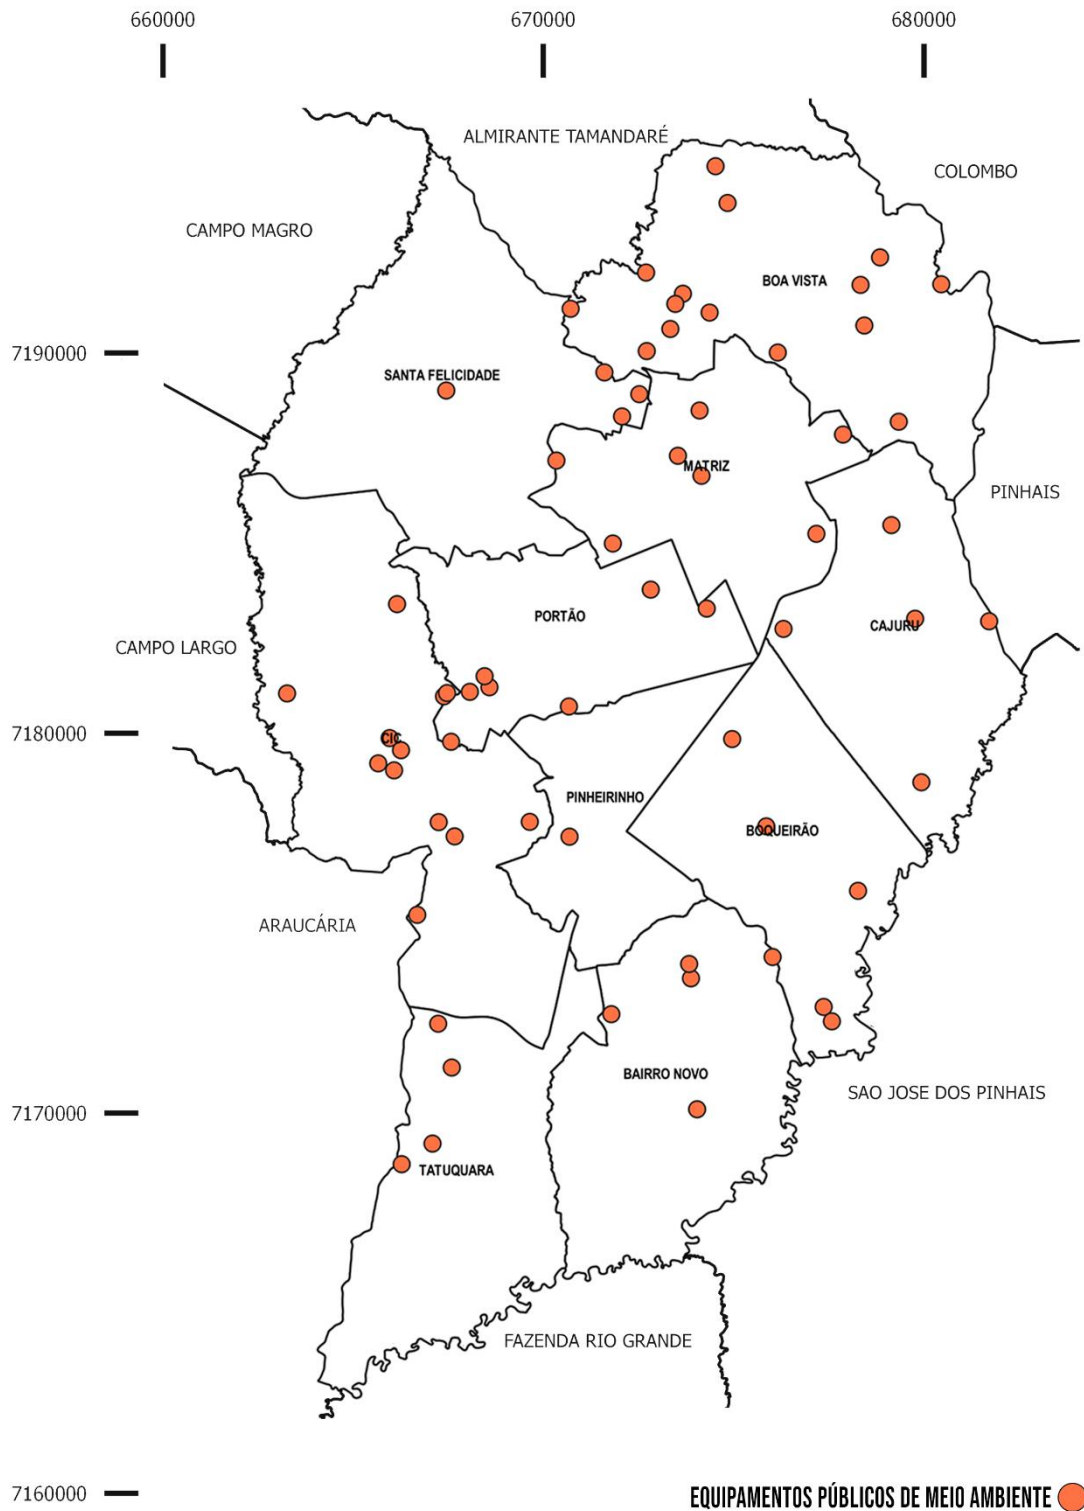 660000 670000 680000
ALMIRANTE TAMANDARÉ
COLOMBO
CAMPO MAGRO
BOA VISTA
7190000
SANTA FELICIDADE
MATRIZ
PINHAIS
PORTÃO
CAJURU
CAMPO LARGO
7180000
CIC
PINHEIRINHO
BOQUEIRÃO
ARAUCÁRIA
BAIRRO NOVO
SAO JOSE DOS PINHAIS
7170000
TATUQUARA
FAZENDA RIO GRANDE
7160000
EQUIPAMENTOS PÚBLICOS DE MEIO AMBIENTE